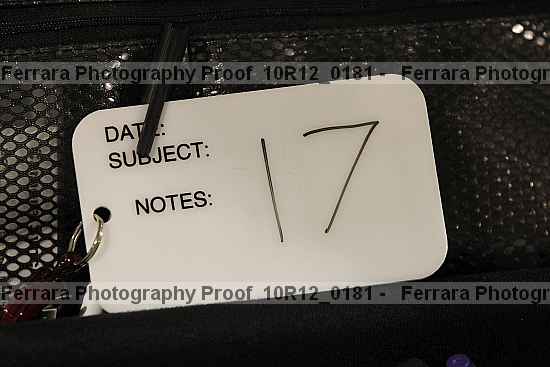 Ferrara Photography Proof 10R12_0181 - Ferrara Photogr
DATE:
SUBJECT:
NOTES:
17
Ferrara Photography Proof 10R12_0181 - Ferrara Photogr